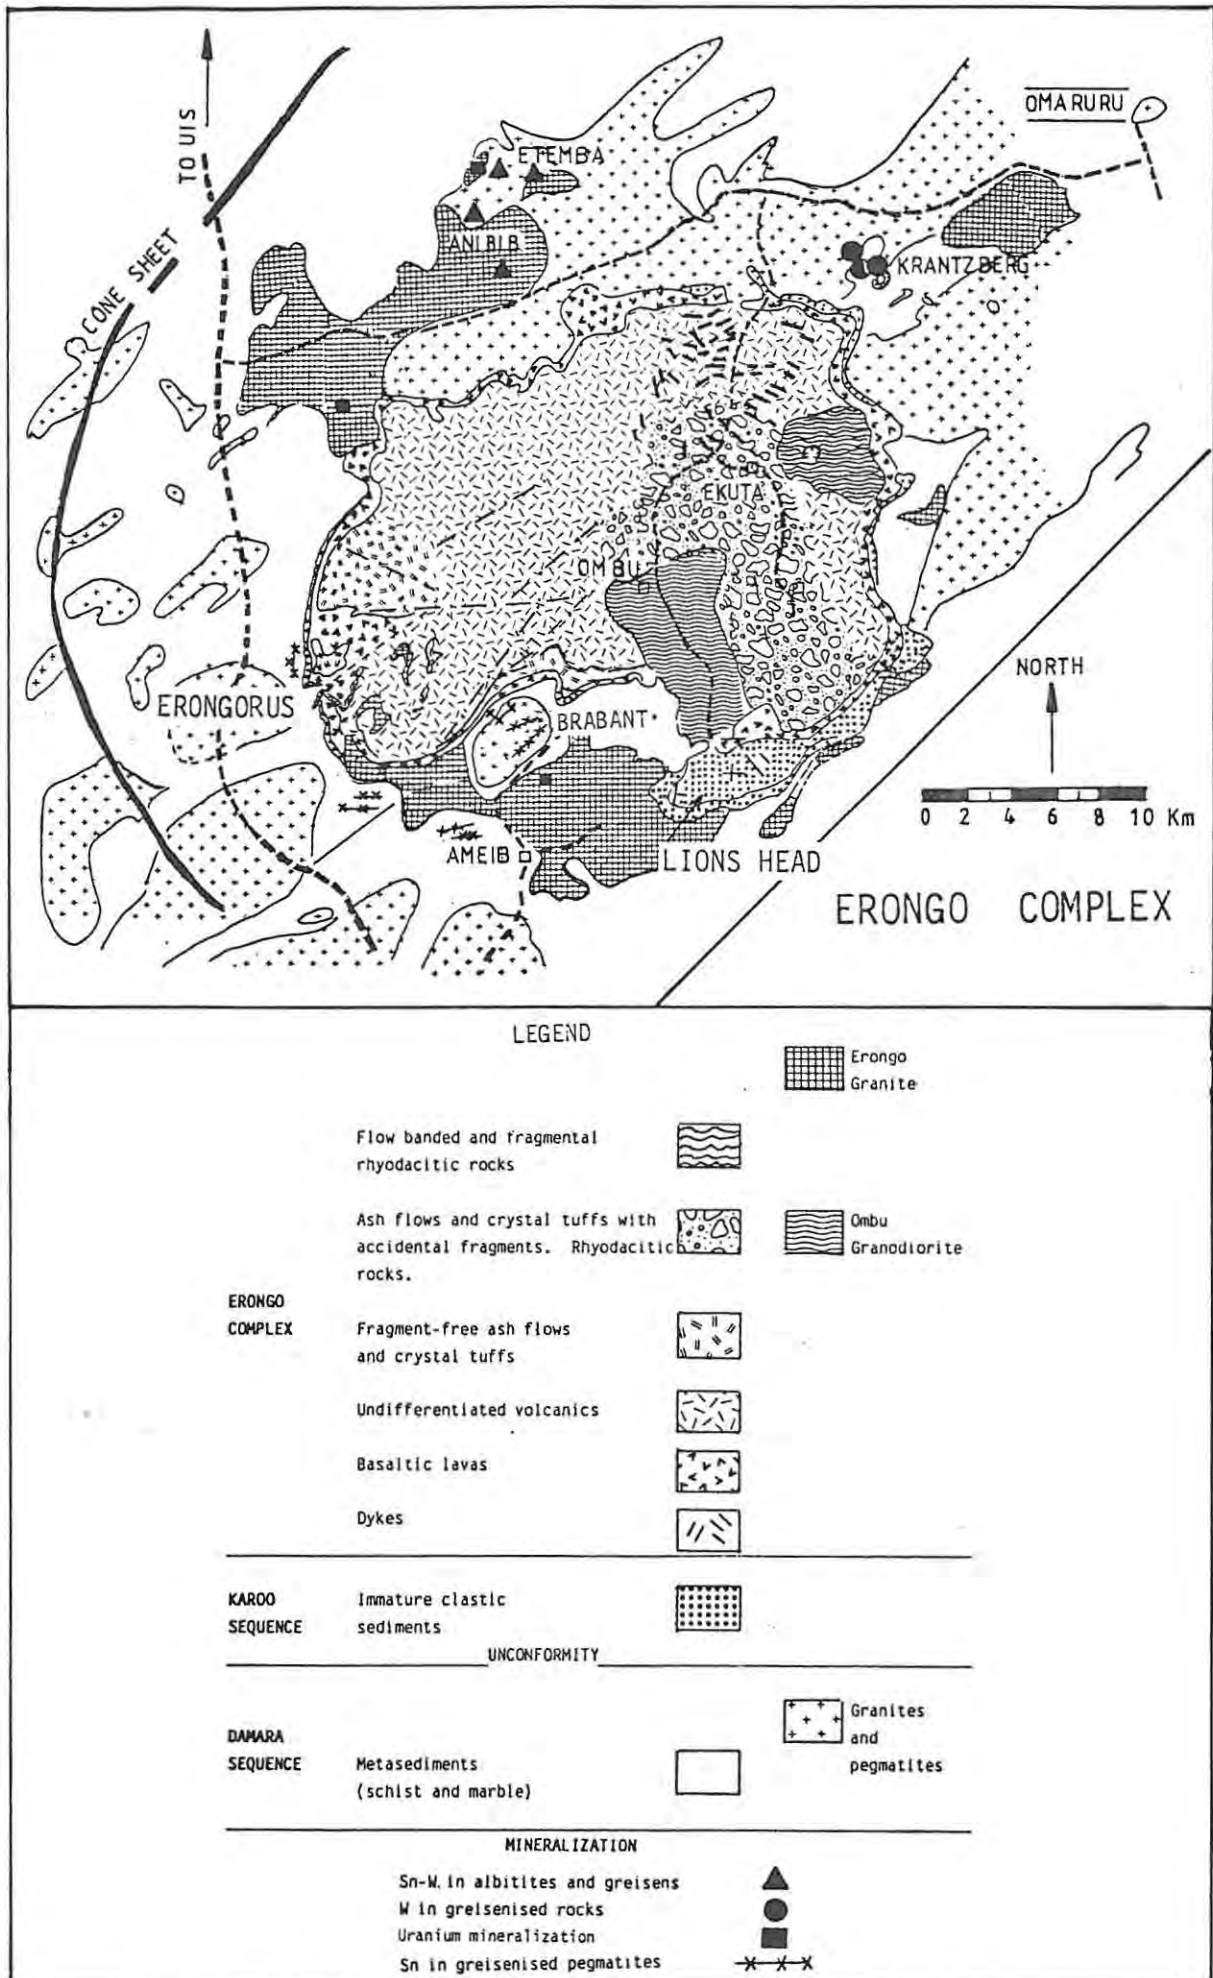 OMARURU
TO UIS
ETEMBA
ANIBIB
CONE SHEET
KRANTZBERG
EKUTA
OMBU
NORTH
ERONGORUS
BRABANT
0 2 4 6 8 10 Km
AMEIB
LIONS HEAD
ERONGO COMPLEX
LEGEND
Erongo
Granite
Flow banded and fragmental
rhyodacitic rocks
Ash flows and crystal tuffs with
accidental fragments. Rhyodacitic
rocks.
Ombu
Granodiorite
ERONGO
COMPLEX
Fragment-free ash flows
and crystal tuffs
Undifferentiated volcanics
Basaltic lavas
Dykes
KAROO
SEQUENCE
Immature clastic
sediments
UNCONFORMITY
Granites
and
pegmatites
DAMARA
SEQUENCE
Metasediments
(schist and marble)
MINERALIZATION
Sn-W. in albitites and greisens
W in greisenised rocks
Uranium mineralization
Sn in greisenised pegmatites